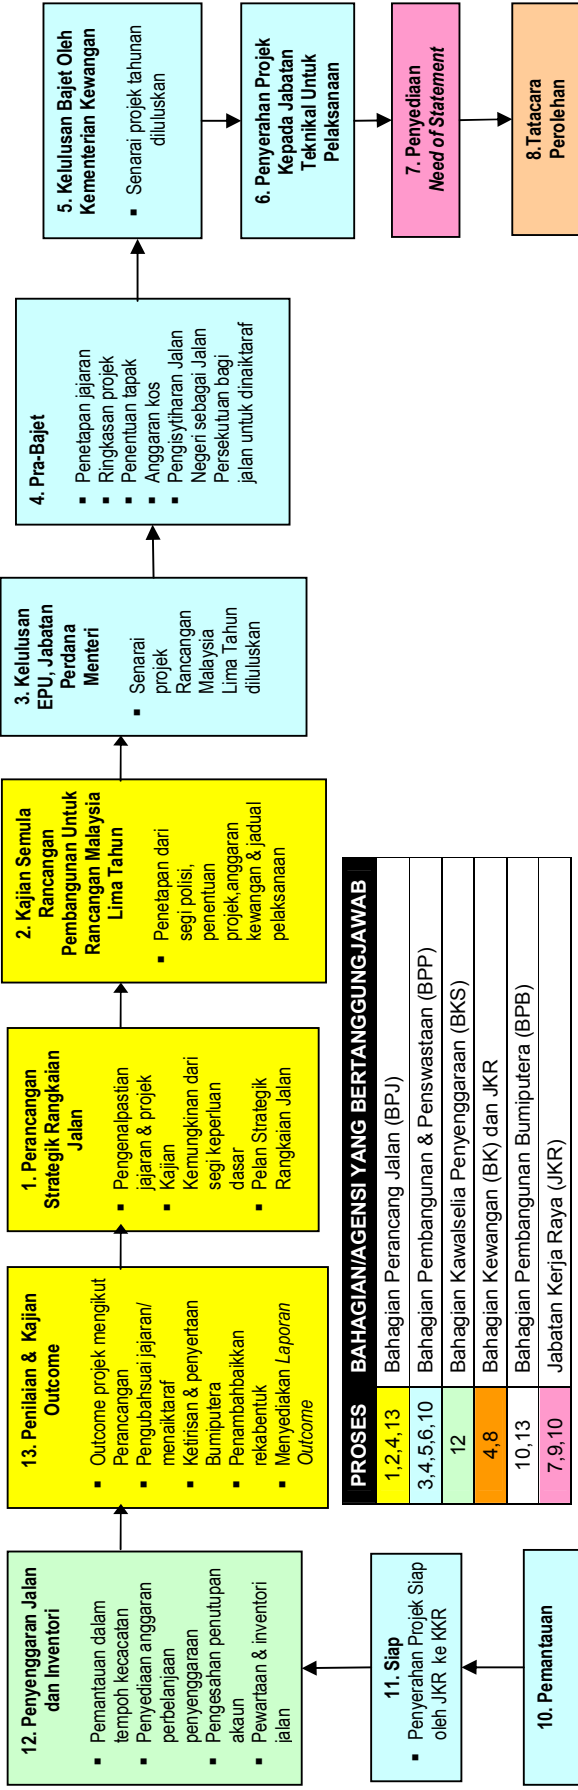 12. Penyenggaran Jalan
dan Inventori
▪ Pemantauan dalam
tempoh kecacatan
▪ Penyediaan anggaran
perbelanjaan
penyenggaraan
▪ Pengesahan penutupan
akaun
▪ Pewartaan & inventori
jalan
13. Penilaian & Kajian
Outcome
▪ Outcome projek mengikut
Perancangan
▪ Pengubahsuai jajaran/
menaiktaraf
▪ Ketirisan & penyertaan
Bumiputera
▪ Penambahbaikkan
rekabentuk
▪ Menyediakan Laporan
Outcome
1. Perancangan
Strategik Rangkaian
Jalan
▪ Pengenalpastian
jajaran & projek
▪ Kajian
Kemungkinan dari
segi keperluan
dasar
▪ Pelan Strategik
Rangkaian Jalan
2. Kajian Semula
Rancangan
Pembangunan Untuk
Rancangan Malaysia
Lima Tahun
▪ Penetapan dari
segi polisi,
penentuan
projek,anggaran
kewangan & jadual
pelaksanaan
3. Kelulusan
EPU, Jabatan
Perdana
Menteri
▪ Senarai
projek
Rancangan
Malaysia
Lima Tahun
diluluskan
4. Pra-Bajet
▪ Penetapan jajaran
▪ Ringkasan projek
▪ Penentuan tapak
▪ Anggaran kos
▪ Pengisytiharan Jalan
Negeri sebagai Jalan
Persekutuan bagi
jalan untuk dinaiktaraf
5. Kelulusan Bajet Oleh
Kementerian Kewangan
▪ Senarai projek tahunan
diluluskan
6. Penyerahan Projek
Kepada Jabatan
Teknikal Untuk
Pelaksanaan
7. Penyediaan
Need of Statement
8.Tatacara
Perolehan
11. Siap
▪ Penyerahan Projek Siap
oleh JKR ke KKR
10. Pemantauan
PROSES BAHAGIAN/AGENSI YANG BERTANGGUNGJAWAB
1,2,4,13 Bahagian Perancang Jalan (BPJ)
3,4,5,6,10 Bahagian Pembangunan & Penswastaan (BPP)
12 Bahagian Kawalselia Penyenggaraan (BKS)
4,8 Bahagian Kewangan (BK) dan JKR
10,13 Bahagian Pembangunan Bumiputera (BPB)
7,9,10 Jabatan Kerja Raya (JKR)